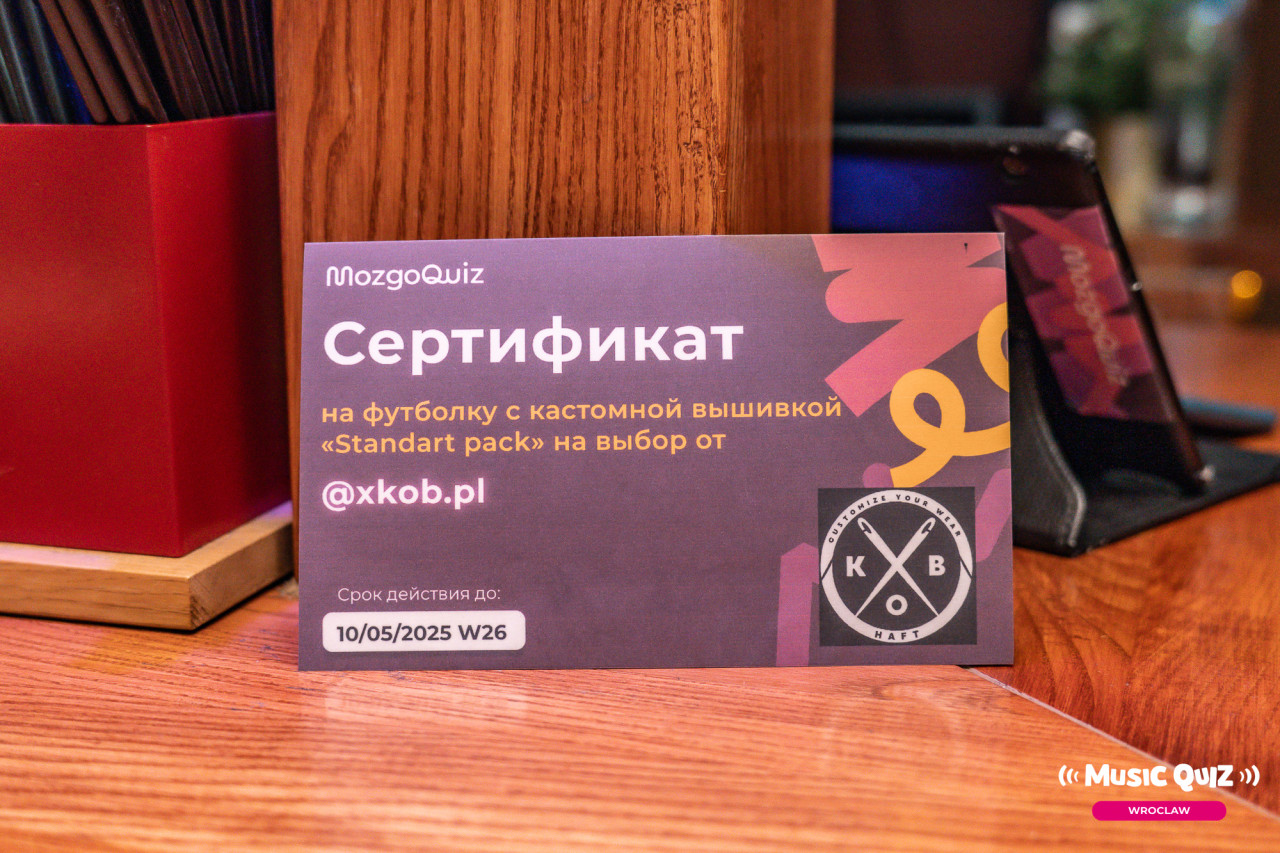 MozgoQuiz
Сертификат
на футболку с кастомной вышивкой
«Standart pack» на выбор от
@xkob.pl
Срок действия до:
10/05/2025 W26
CUSTOMIZE YOUR WEAR
K B
O
HAFT
MozgoQuiz
MUSIC QUIZ
WROCLAW